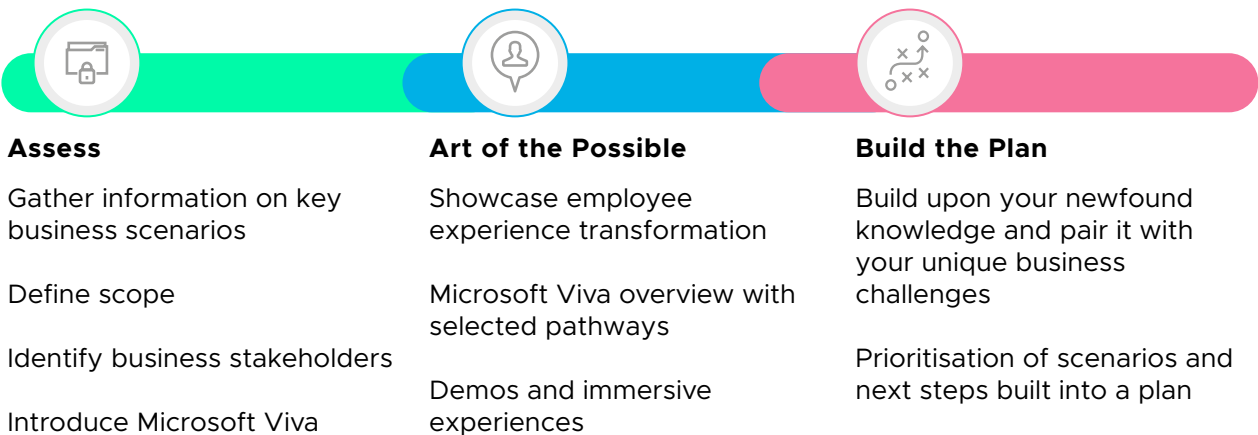 Assess
Gather information on key
business scenarios
Define scope
Identify business stakeholders
Introduce Microsoft Viva
Art of the Possible
Showcase employee
experience transformation
Microsoft Viva overview with
selected pathways
Demos and immersive
experiences
Build the Plan
Build upon your newfound
knowledge and pair it with
your unique business
challenges
Prioritisation of scenarios and
next steps built into a plan